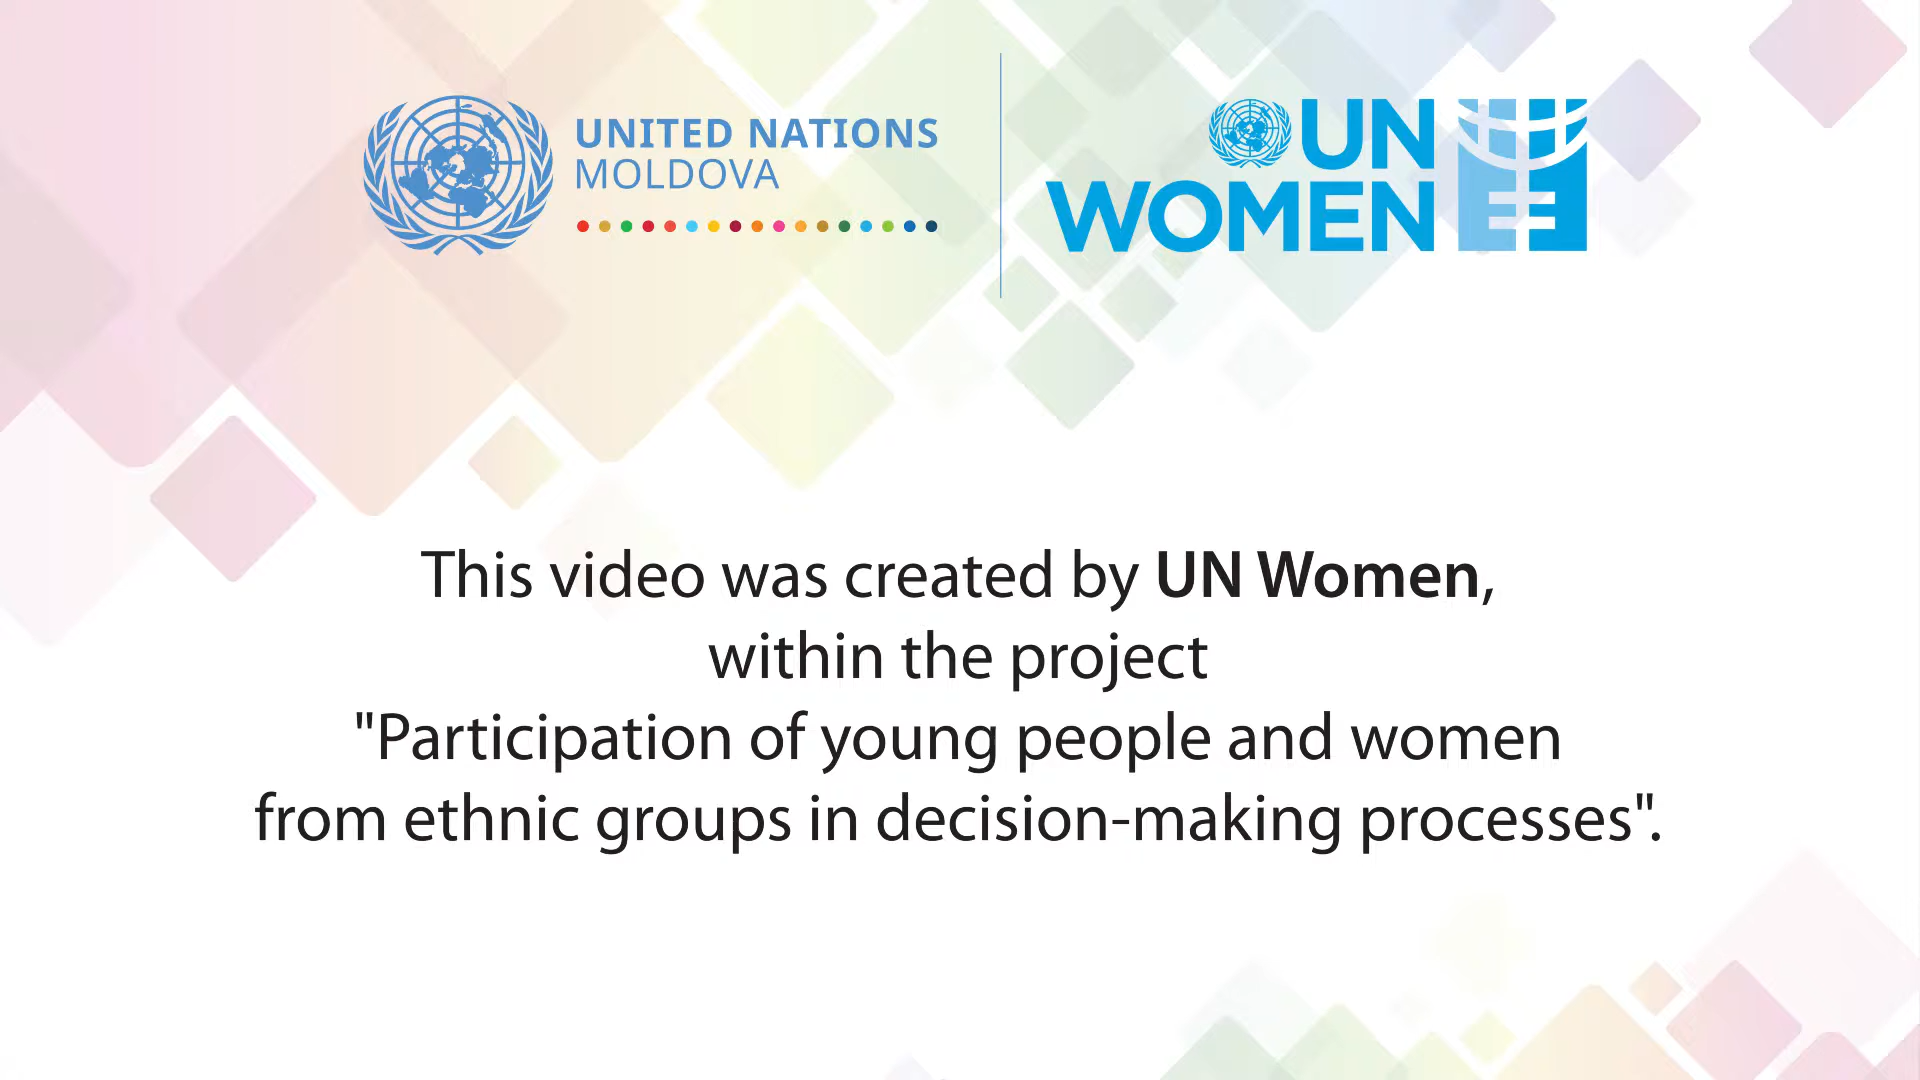 UNITED NATIONS
MOLDOVA
UN
WOMEN
This video was created by UN Women,
within the project
"Participation of young people and women
from ethnic groups in decision-making processes".